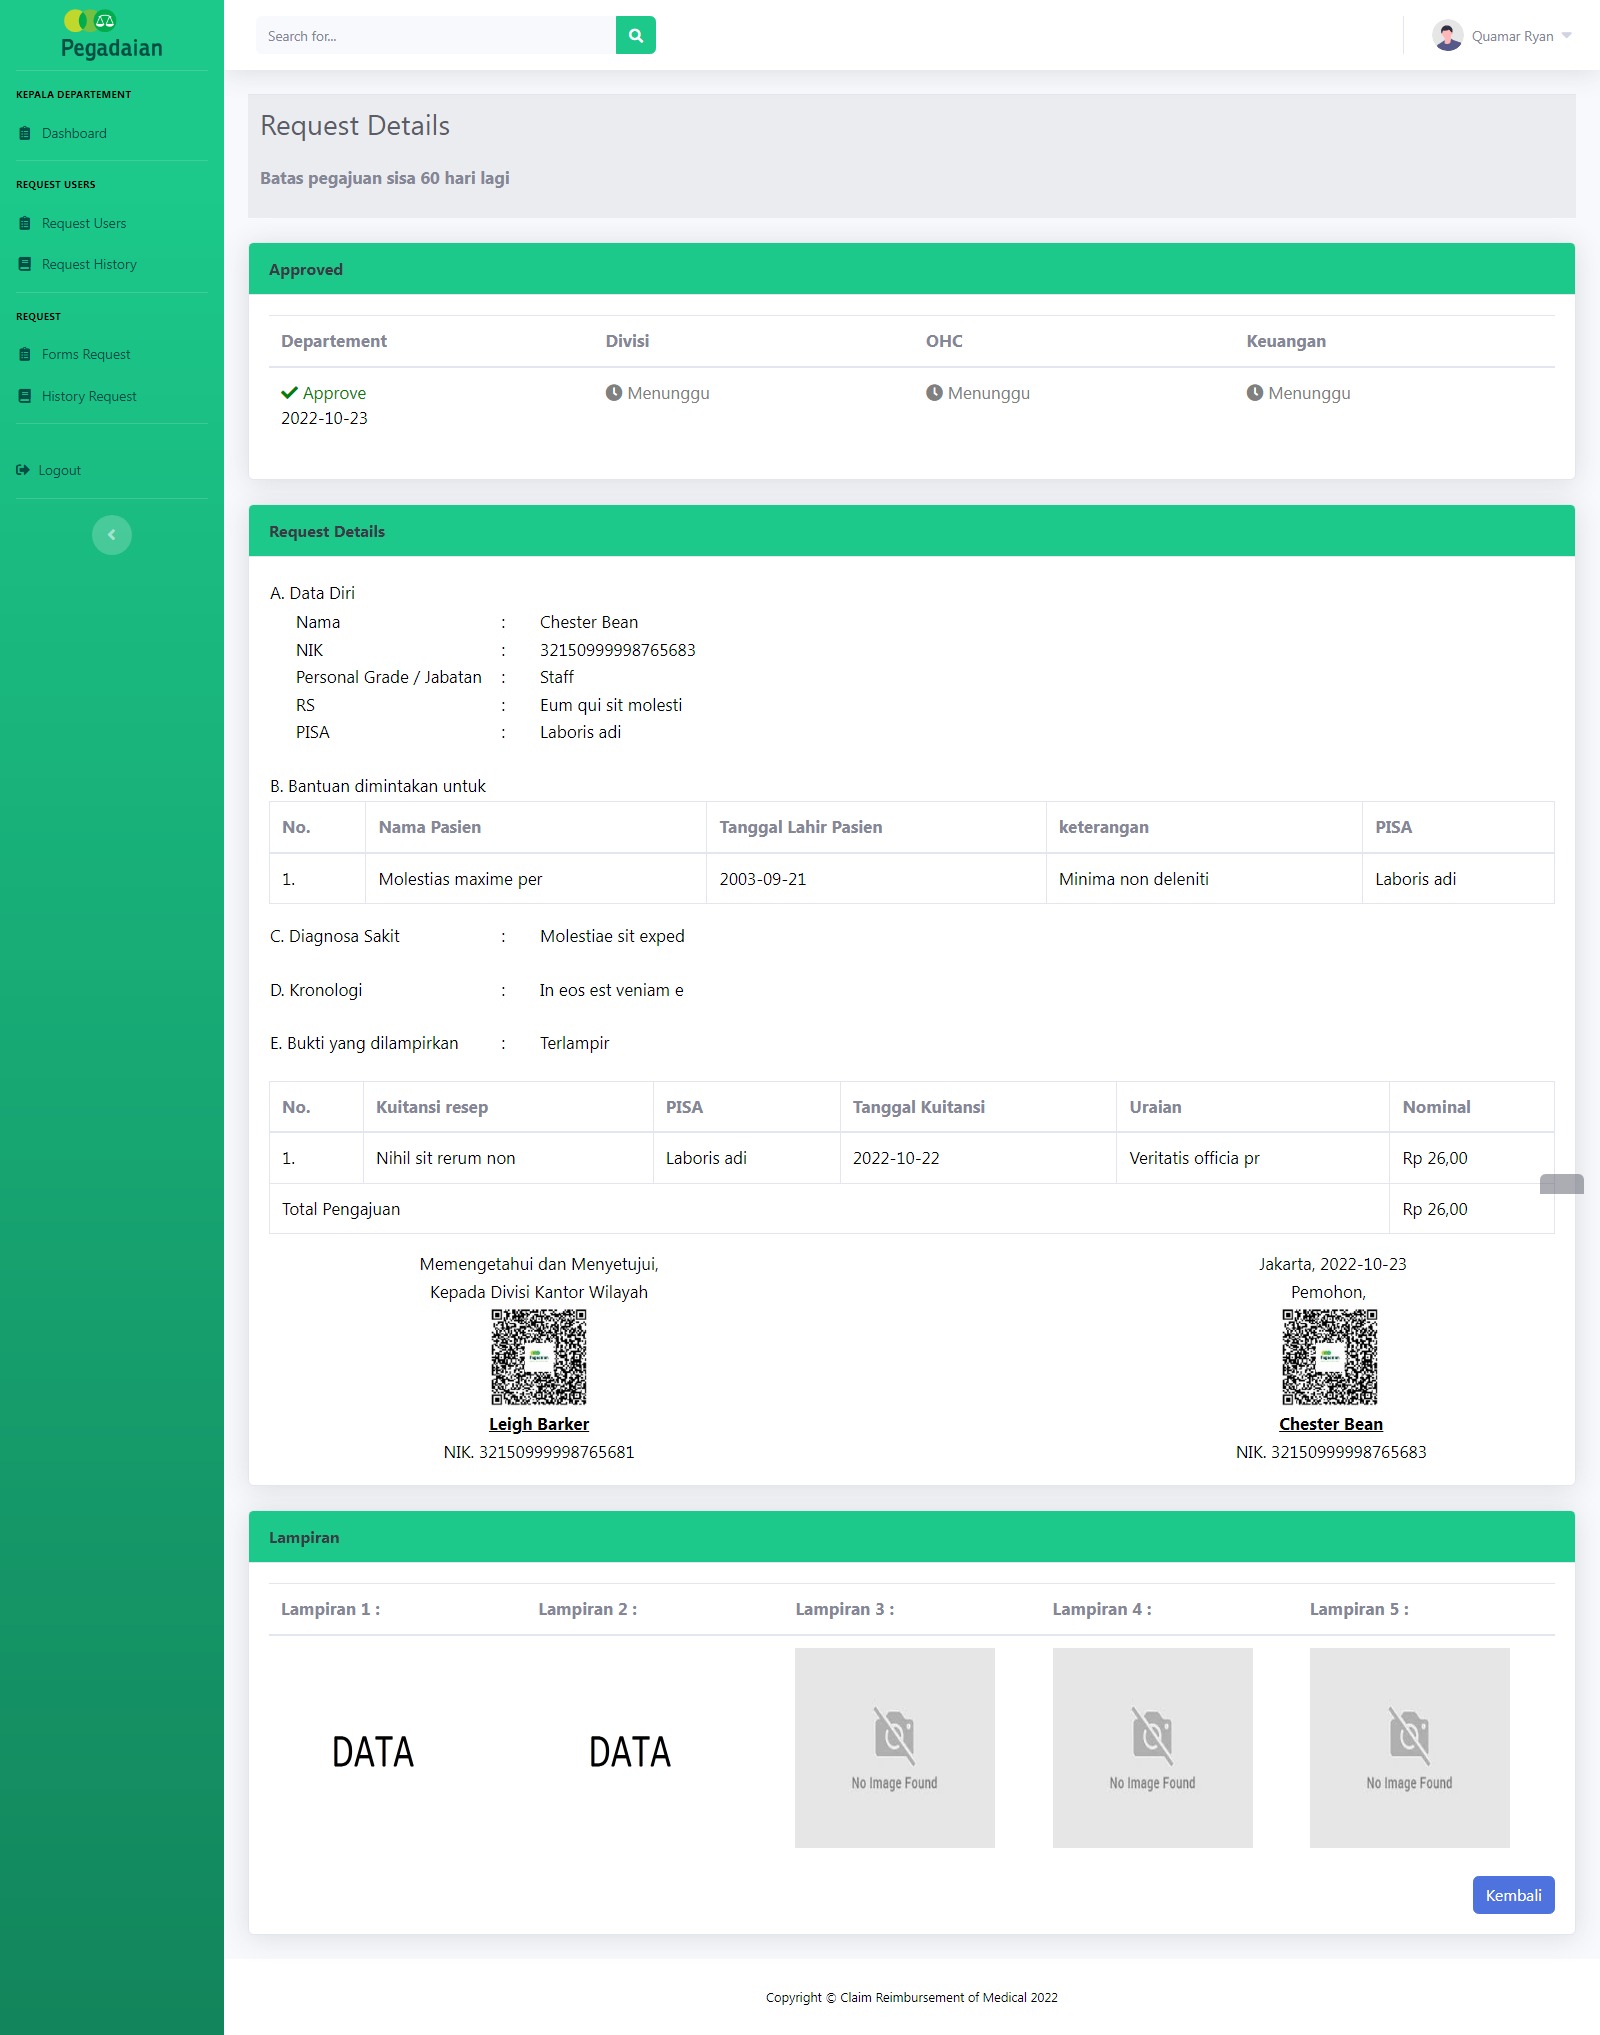 Pegadaian
Search for...
Quamar Ryan
KEPALA DEPARTEMENT
Dashboard
REQUEST USERS
Request Users
Request History
REQUEST
Forms Request
History Request
Logout
Request Details
Batas pegajuan sisa 60 hari lagi
Approved
Departement Divisi OHC Keuangan
Approve Menunggu Menunggu Menunggu
2022-10-23
Request Details
A. Data Diri
Nama : Chester Bean
NIK : 32150999998765683
Personal Grade / Jabatan : Staff
RS : Eum qui sit molesti
PISA : Laboris adi
B. Bantuan dimintakan untuk
No. Nama Pasien Tanggal Lahir Pasien keterangan PISA
1. Molestias maxime per 2003-09-21 Minima non deleniti Laboris adi
C. Diagnosa Sakit : Molestiae sit exped
D. Kronologi : In eos est veniam e
E. Bukti yang dilampirkan : Terlampir
No. Kuitansi resep PISA Tanggal Kuitansi Uraian Nominal
1. Nihil sit rerum non Laboris adi 2022-10-22 Veritatis officia pr Rp 26,00
Total Pengajuan Rp 26,00
Memengetahui dan Menyetujui,
Kepada Divisi Kantor Wilayah
Leigh Barker
NIK. 32150999998765681
Jakarta, 2022-10-23
Pemohon,
Chester Bean
NIK. 32150999998765683
Lampiran
Lampiran 1 : Lampiran 2 : Lampiran 3 : Lampiran 4 : Lampiran 5 :
DATA DATA No Image Found No Image Found No Image Found
Kembali
Copyright © Claim Reimbursement of Medical 2022